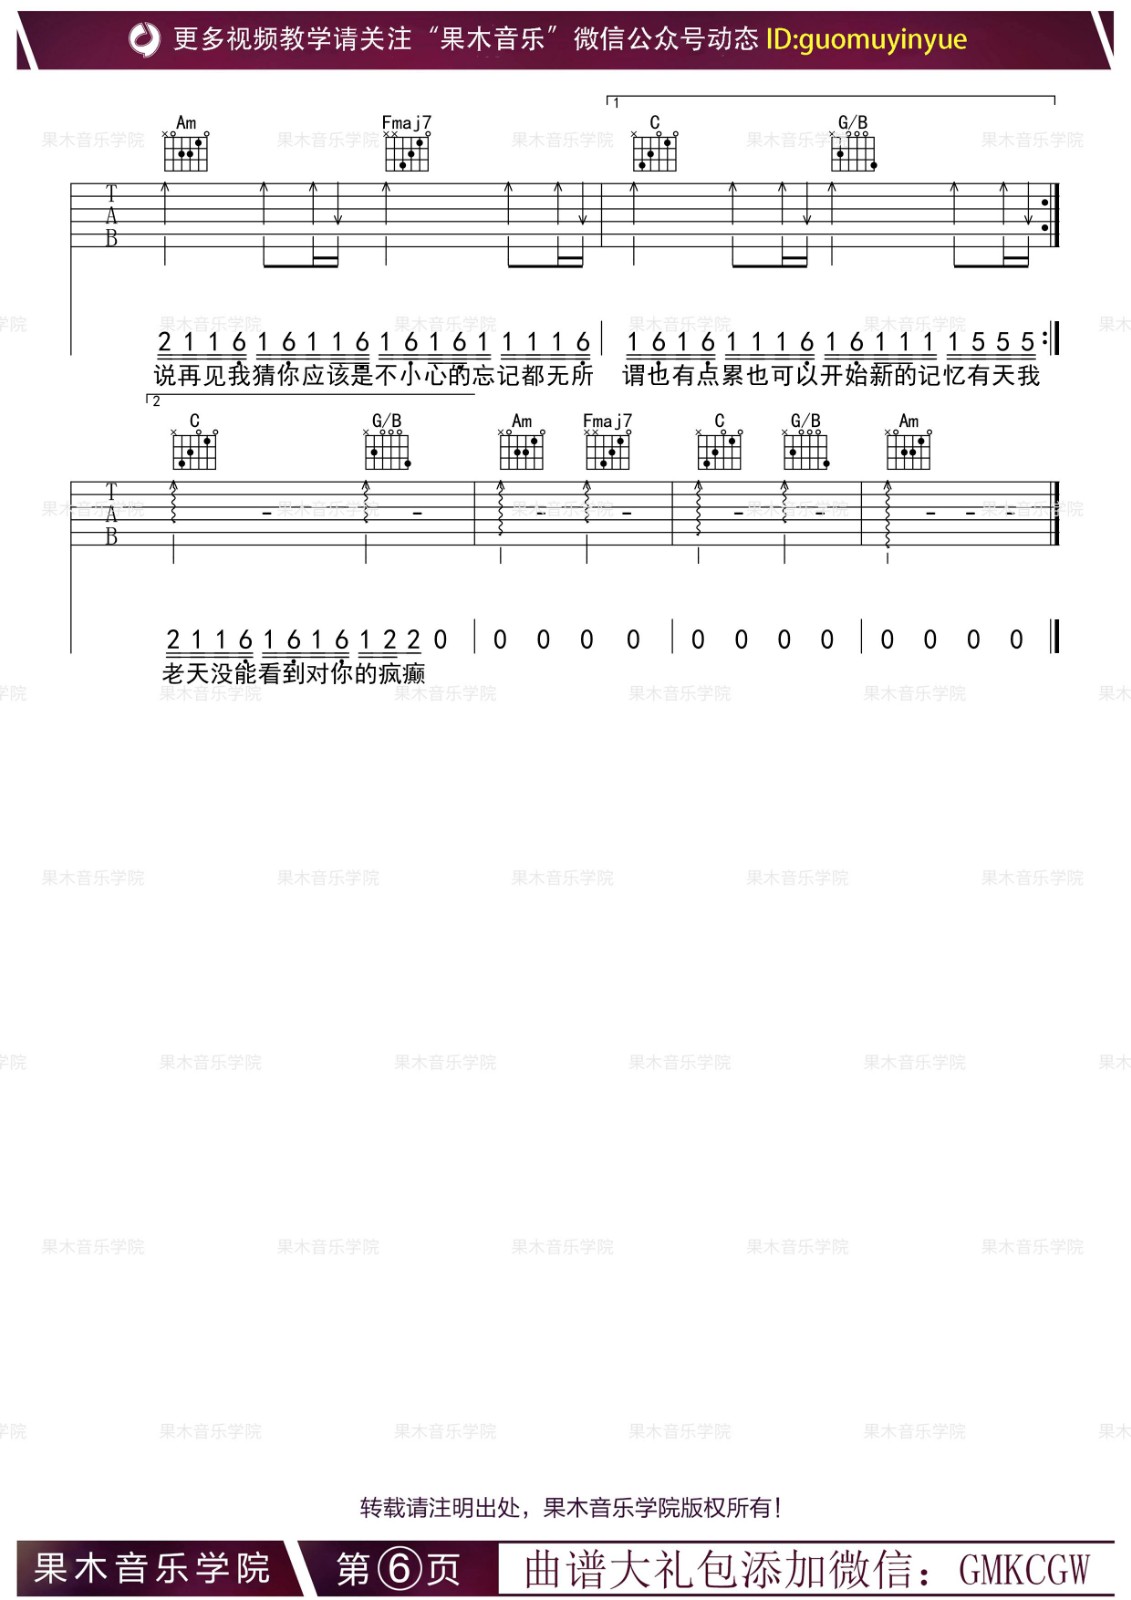 更多视频教学请关注“果木音乐”微信公众号动态 ID:guomuyinyue
1
Am Fmaj7 C G/B
T
A
B
2 1 1 6 1 6 1 1 6 1 6 1 6 1 1 1 1 6 1 6 1 6 1 1 1 6 1 6 1 1 1 1 5 5 5
说再见我猜你应该是不小心的忘记都无所 谓也有点累也可以开始新的记忆有天我
2
C G/B Am Fmaj7 C G/B Am
T
A
B
2 1 1 6 1 6 1 6 1 2 2 0 0 0 0 0 0 0 0 0 0 0 0 0
老天没能看到对你的疯癫
果木音乐学院
转载请注明出处，果木音乐学院版权所有！
果木音乐学院 第⑥页 曲谱大礼包添加微信：GMKCGW